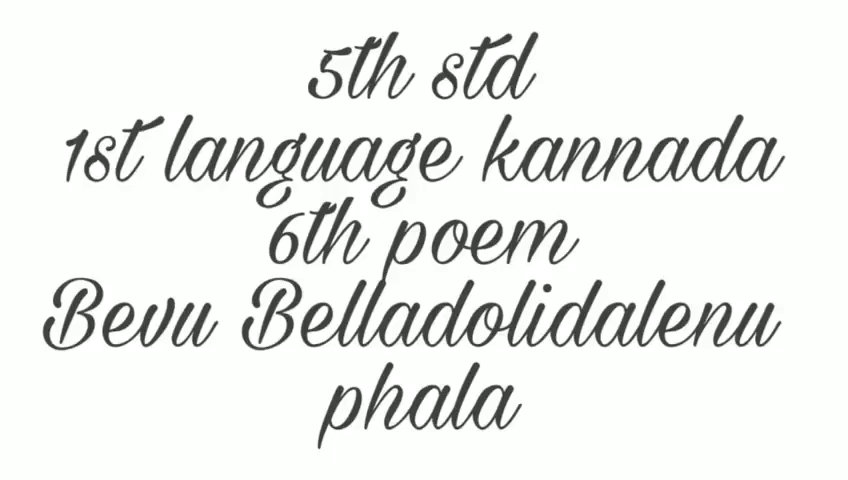 5th std
1st language kannada
6th poem
Bevu Belladolidalenu
phala